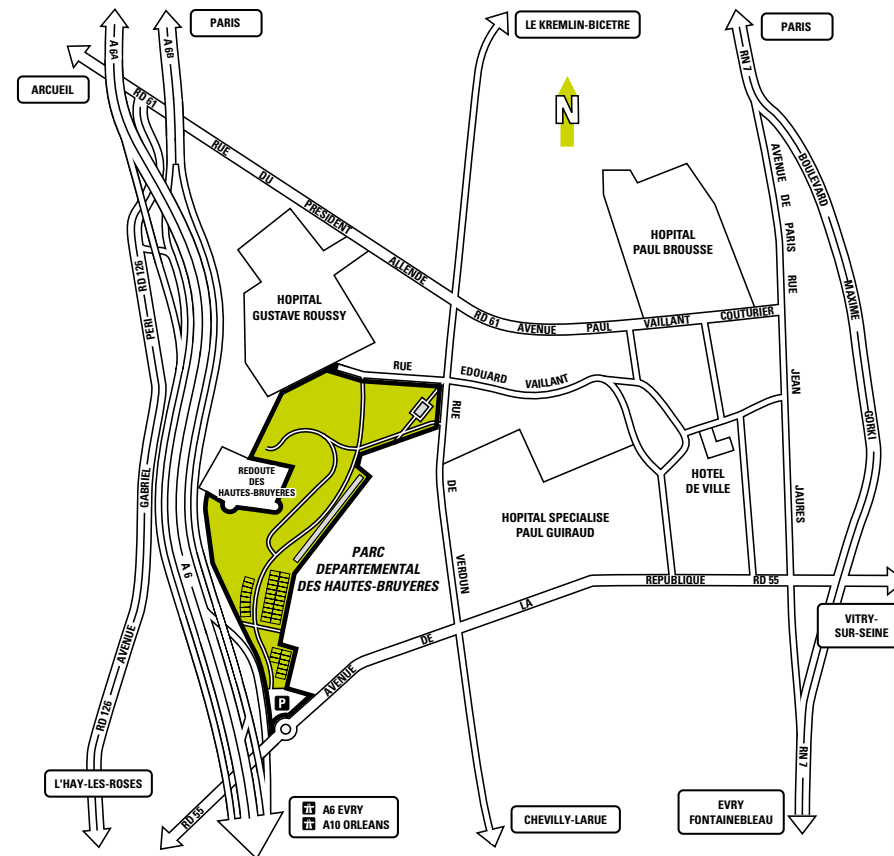 PARIS
LE KREMLIN-BICETRE
PARIS
ARCUEIL
A 6A
A 6B
RN 7
N
RD 61
RUE DU PRESIDENT ALLENDE
RD 61 AVENUE PAUL VAILLANT COUTURIER
AVENUE DE PARIS
RUE JEAN JAURES
BOULEVARD MAXIME GORKI
HOPITAL
PAUL BROUSSE
HOPITAL
GUSTAVE ROUSSY
RUE EDOUARD VAILLANT
RUE DE VERDUN
AVENUE GABRIEL PERI RD 126
RD 126
A 6
REDOUTE
DES
HAUTES-BRUYERES
PARC
DEPARTEMENTAL
DES HAUTES-BRUYERES
HOPITAL SPECIALISE
PAUL GUIRAUD
HOTEL
DE VILLE
AVENUE DE LA REPUBLIQUE RD 55
VITRY-
SUR-SEINE
P
RD 55
RN 7
L'HAY-LES-ROSES
A6 EVRY
A10 ORLEANS
CHEVILLY-LARUE
EVRY
FONTAINEBLEAU